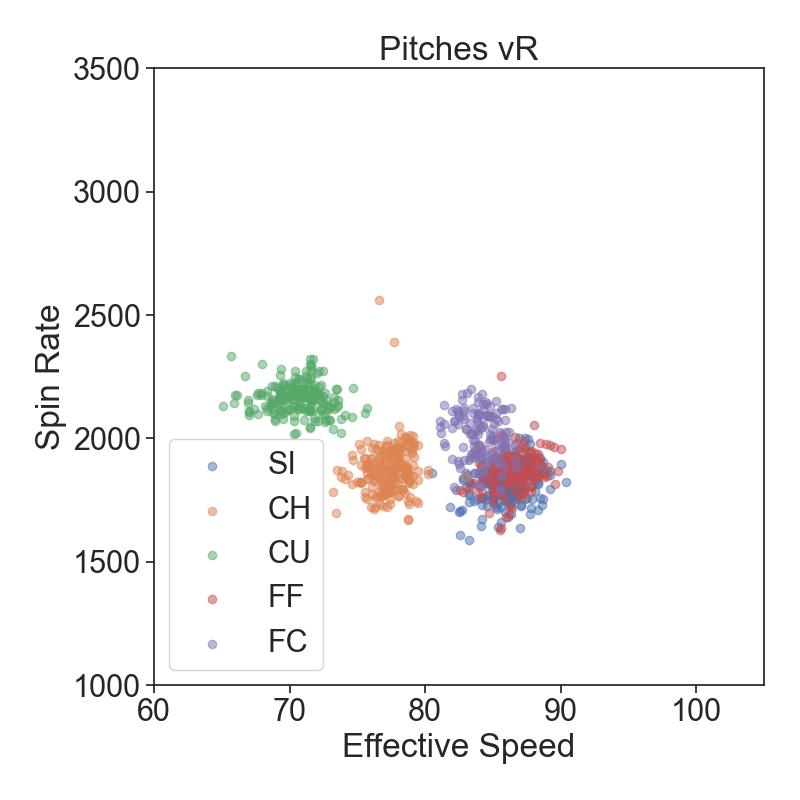 Pitches vR
3500
3000
2500
2000
1500
1000
Spin Rate
SI
CH
CU
FF
FC
60 70 80 90 100
Effective Speed